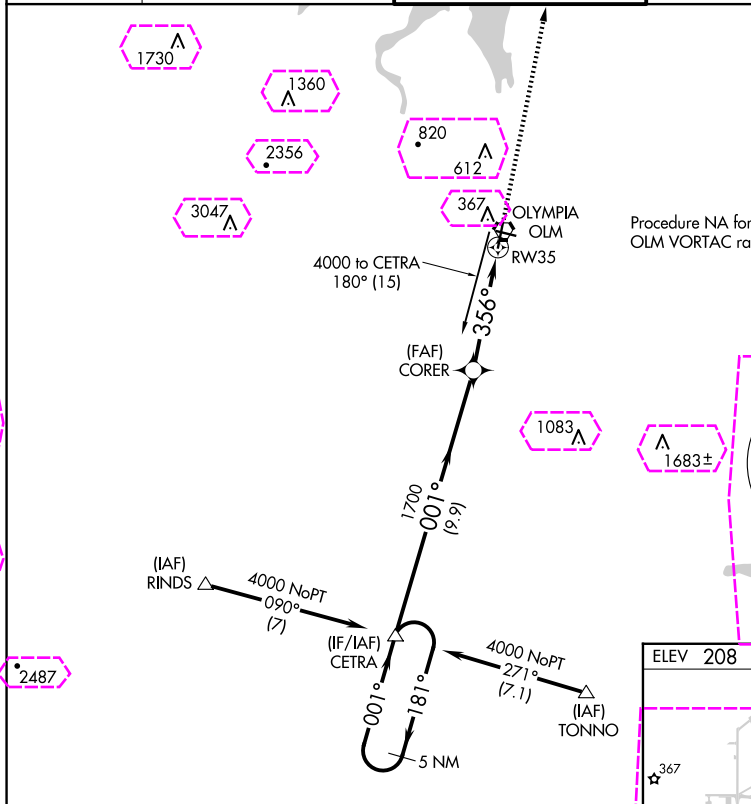 1730
1360
2356
820
612
3047
367
OLYMPIA
OLM
RW35
Procedure NA for
OLM VORTAC ra
4000 to CETRA
180° (15)
356°
(FAF)
CORER
1083
1683±
1700
001°
(9.9)
(IAF)
RINDS
4000 NoPT
090°
(7)
(IF/IAF)
CETRA
4000 NoPT
271°
(7.1)
(IAF)
TONNO
001°
181°
5 NM
2487
ELEV 208
367